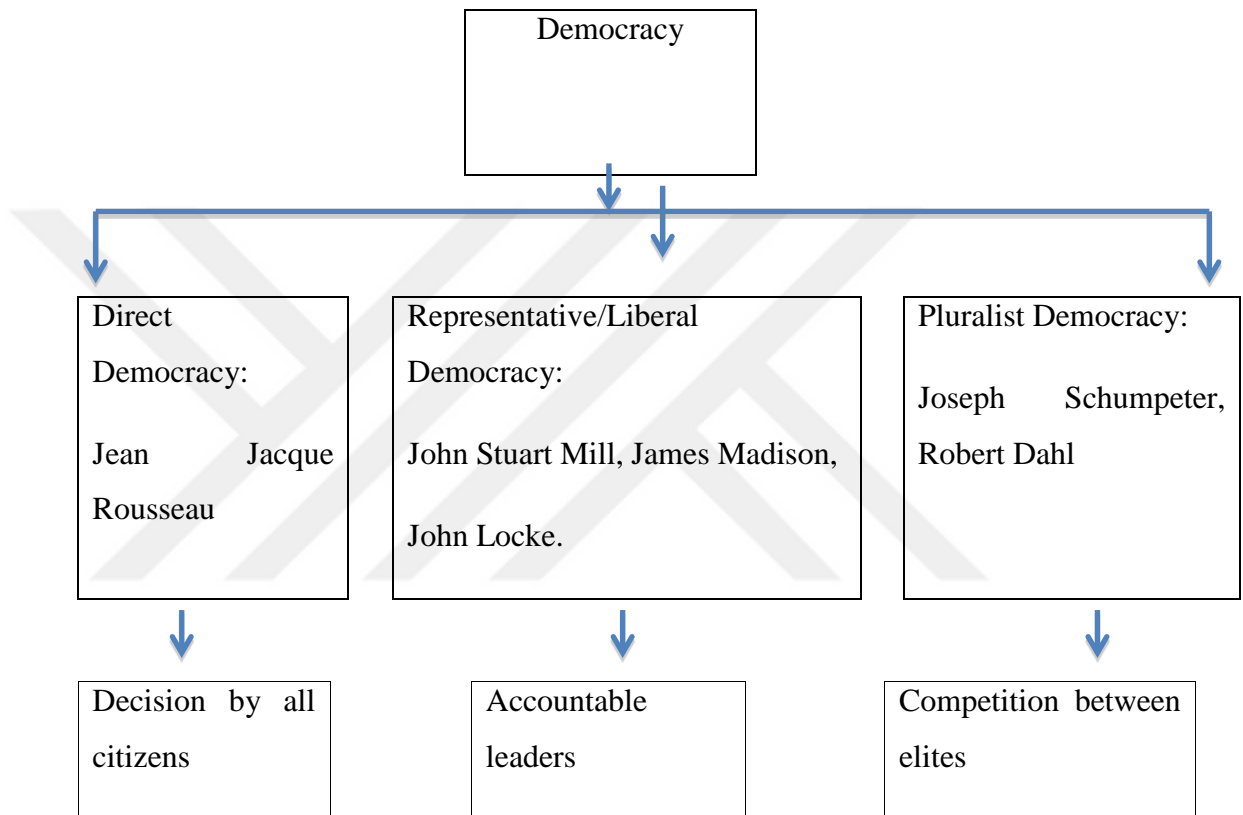 Democracy
Direct
Democracy:
Jean Jacque
Rousseau
Representative/Liberal
Democracy:
John Stuart Mill, James Madison,
John Locke.
Pluralist Democracy:
Joseph Schumpeter,
Robert Dahl
Decision by all
citizens
Accountable
leaders
Competition between
elites